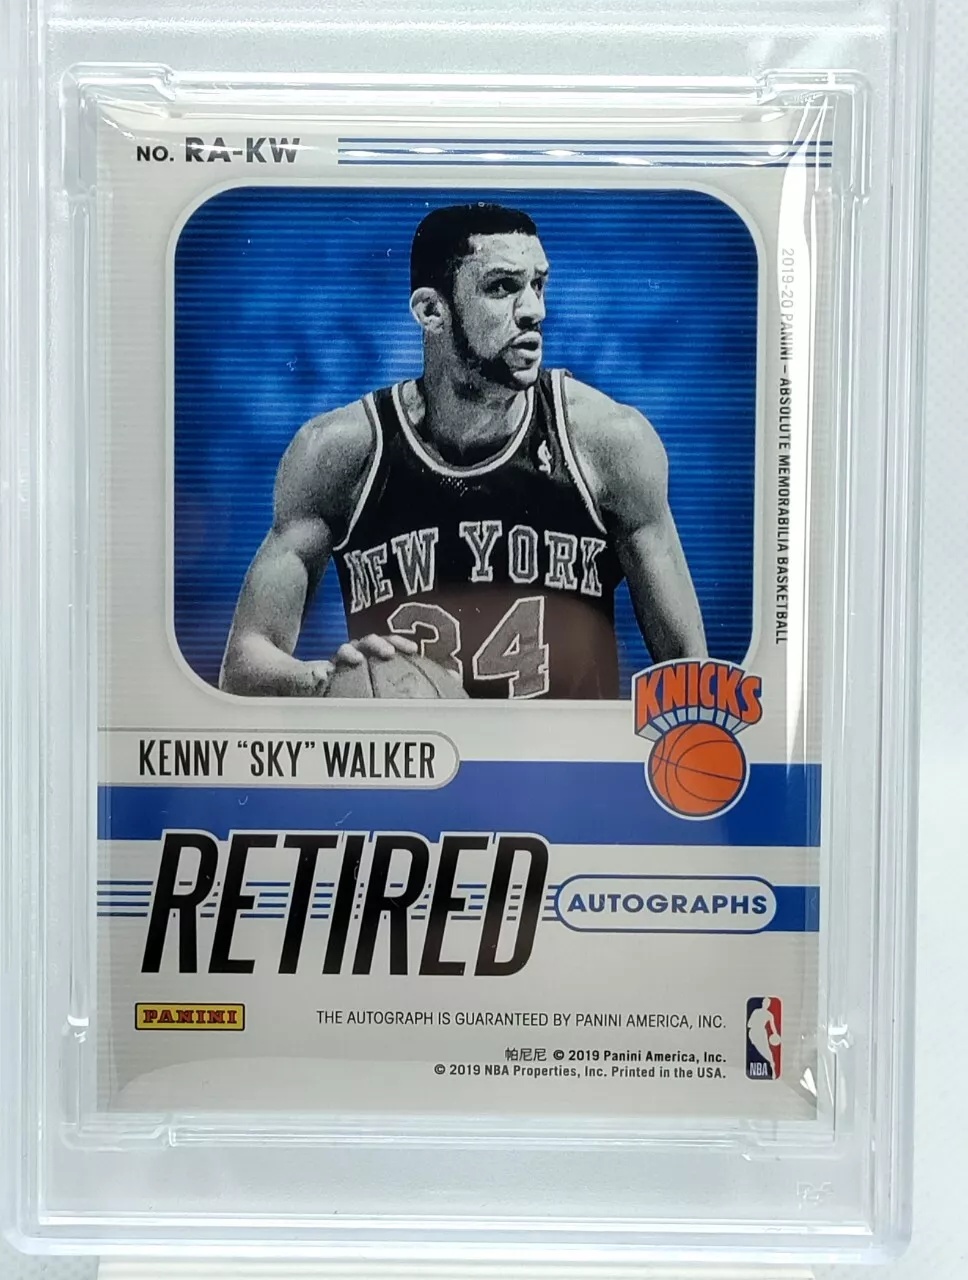 NO. RA-KW
2019-20 PANINI – ABSOLUTE MEMORABILIA BASKETBALL
NEW YORK
34
KNICKS
KENNY “SKY” WALKER
RETIRED
AUTOGRAPHS
PANINI
THE AUTOGRAPH IS GUARANTEED BY PANINI AMERICA, INC.
帕尼尼 © 2019 Panini America, Inc.
© 2019 NBA Properties, Inc. Printed in the USA.
NBA